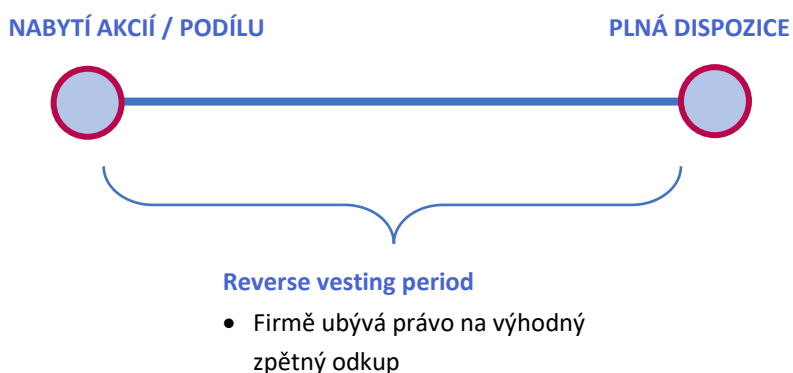 NABYTÍ AKCIÍ / PODÍLU
PLNÁ DISPOZICE
Reverse vesting period
• Firmě ubývá právo na výhodný
zpětný odkup